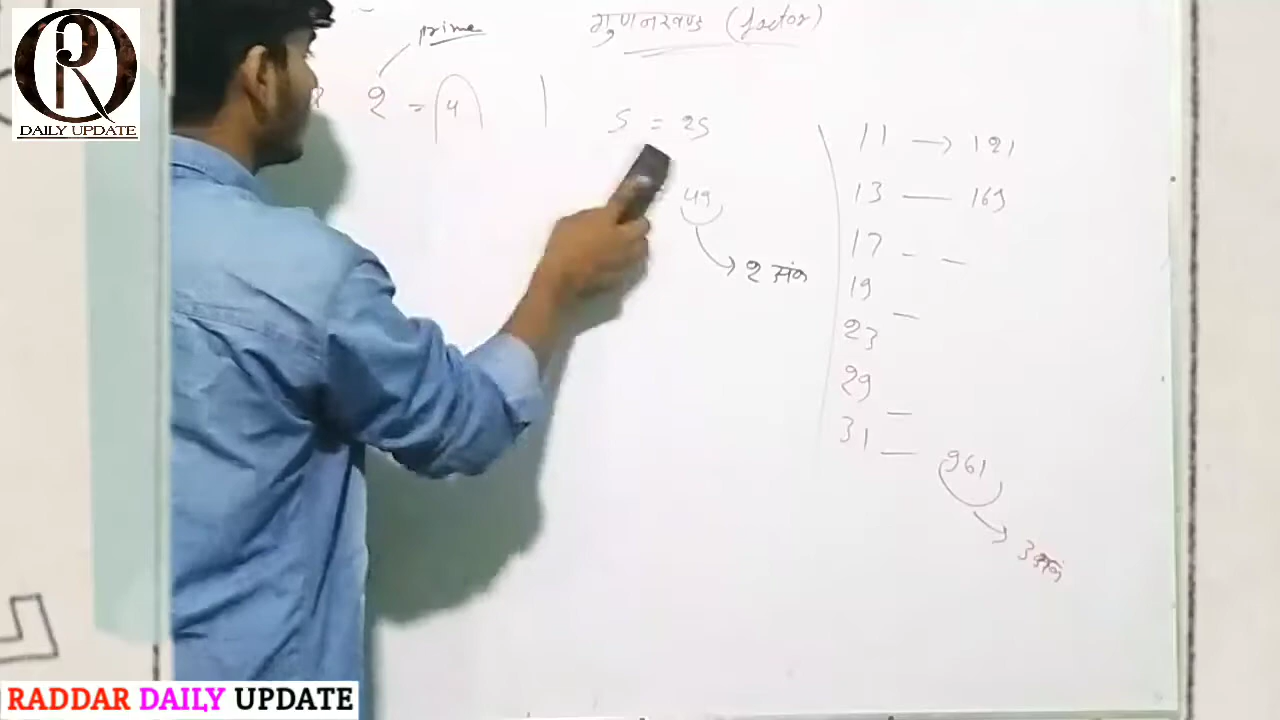 DAILY UPDATE
prime
गुणनखण्ड (factor)
2 = 4
5 = 25
49
2 अंक
11 → 121
13 — 169
17 - -
19 -
23
29 -
31 — 961
3 अंक
RADDAR DAILY UPDATE